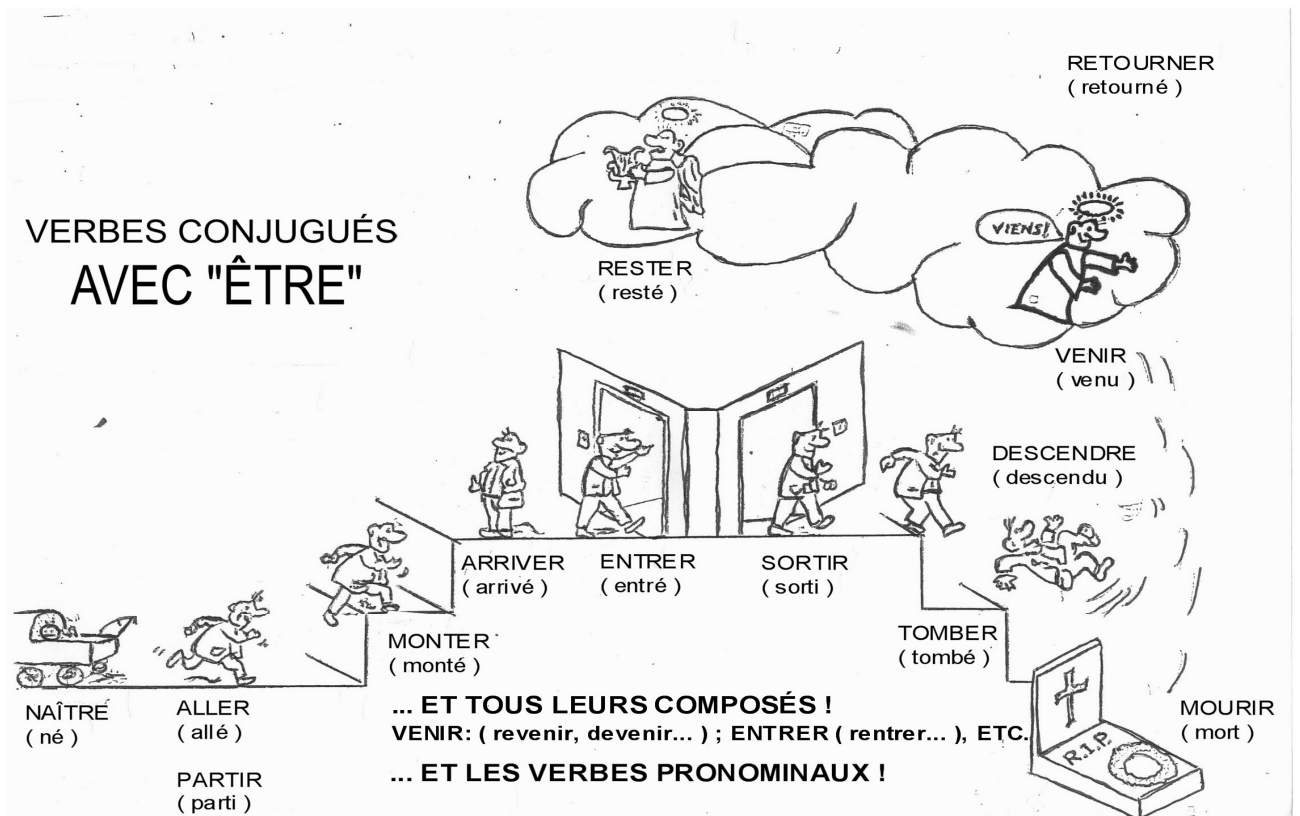 VERBES CONJUGUÉS
AVEC "ÊTRE"
RETOURNER
( retourné )
VIENS!
RESTER
( resté )
VENIR
( venu )
DESCENDRE
( descendu )
ARRIVER
( arrivé )
ENTRER
( entré )
SORTIR
( sorti )
TOMBER
( tombé )
MONTER
( monté )
NAÎTRE
( né )
ALLER
( allé )
PARTIR
( parti )
... ET TOUS LEURS COMPOSÉS !
VENIR: ( revenir, devenir... ) ; ENTRER ( rentrer... ), ETC.
... ET LES VERBES PRONOMINAUX !
R.I.P.
MOURIR
( mort )